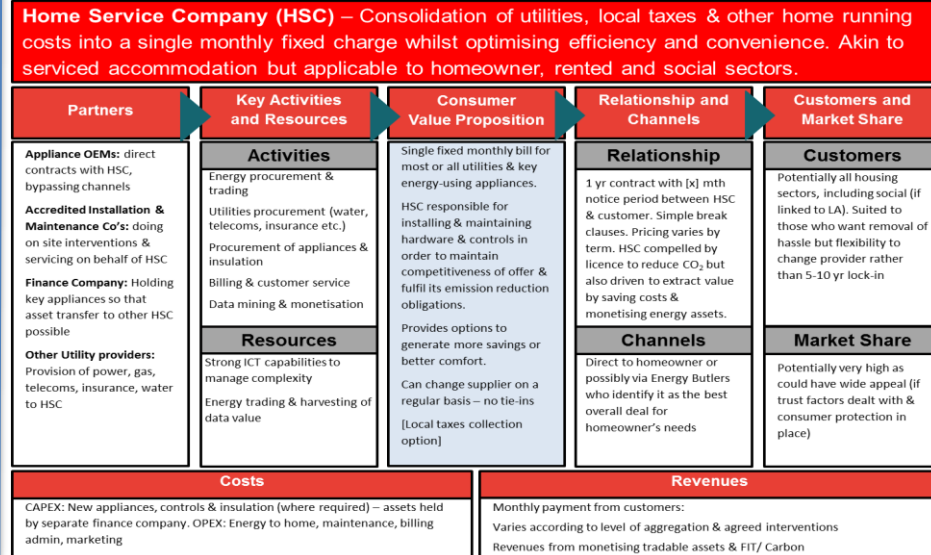 Home Service Company (HSC) – Consolidation of utilities, local taxes & other home running
costs into a single monthly fixed charge whilst optimising efficiency and convenience. Akin to
serviced accommodation but applicable to homeowner, rented and social sectors.
Partners
Appliance OEMs: direct
contracts with HSC,
bypassing channels
Accredited Installation &
Maintenance Co's: doing
on site interventions &
servicing on behalf of HSC
Finance Company: Holding
key appliances so that
asset transfer to other HSC
possible
Other Utility providers:
Provision of power, gas,
telecoms, insurance, water
to HSC
Key Activities
and Resources
Activities
Energy procurement &
trading
Utilities procurement (water,
telecoms, insurance etc.)
Procurement of appliances &
insulation
Billing & customer service
Data mining & monetisation
Resources
Strong ICT capabilities to
manage complexity
Energy trading & harvesting of
data value
Consumer
Value Proposition
Single fixed monthly bill for
most or all utilities & key
energy-using appliances.
HSC responsible for
installing & maintaining
hardware & controls in
order to maintain
competitiveness of offer &
fulfil its emission reduction
obligations.
Provides options to
generate more savings or
better comfort.
Can change supplier on a
regular basis – no tie-ins
[Local taxes collection
option]
Relationship and
Channels
Relationship
1 yr contract with [x] mth
notice period between HSC
& customer. Simple break
clauses. Pricing varies by
term. HSC compelled by
licence to reduce CO₂ but
also driven to extract value
by saving costs &
monetising energy assets.
Channels
Direct to homeowner or
possibly via Energy Butlers
who identify it as the best
overall deal for
homeowner's needs
Customers and
Market Share
Customers
Potentially all housing
sectors, including social (if
linked to LA). Suited to
those who want removal of
hassle but flexibility to
change provider rather
than 5-10 yr lock-in
Market Share
Potentially very high as
could have wide appeal (if
trust factors dealt with &
consumer protection in
place)
Costs
CAPEX: New appliances, controls & insulation (where required) – assets held
by separate finance company. OPEX: Energy to home, maintenance, billing
admin, marketing
Revenues
Monthly payment from customers:
Varies according to level of aggregation & agreed interventions
Revenues from monetising tradable assets & FIT/ Carbon